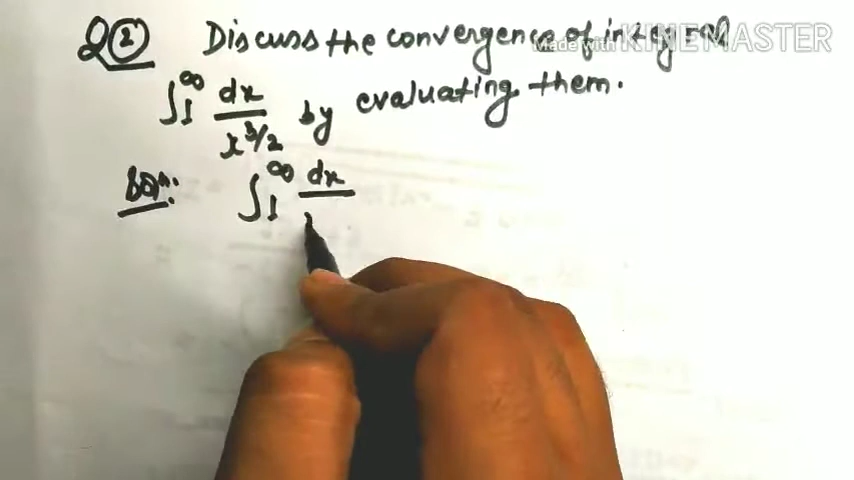 Q② Discuss the convergence of integral
∫₁^∞ dx/x^3/2 by evaluating them.
Solⁿ: ∫₁^∞ dx
Made with KINEMASTER